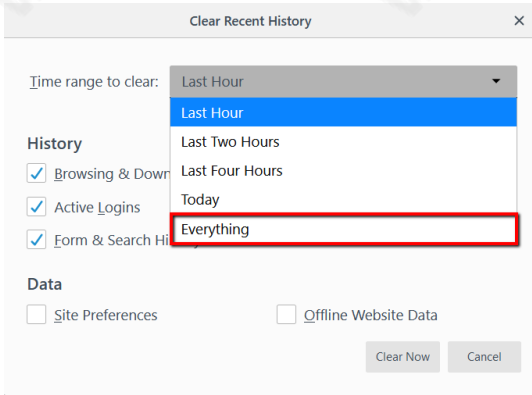 Clear Recent History
Time range to clear: Last Hour
Last Hour
Last Two Hours
Last Four Hours
Today
Everything
History
Browsing & Down
Active Logins
Form & Search Hi
Data
Site Preferences Offline Website Data
Clear Now Cancel